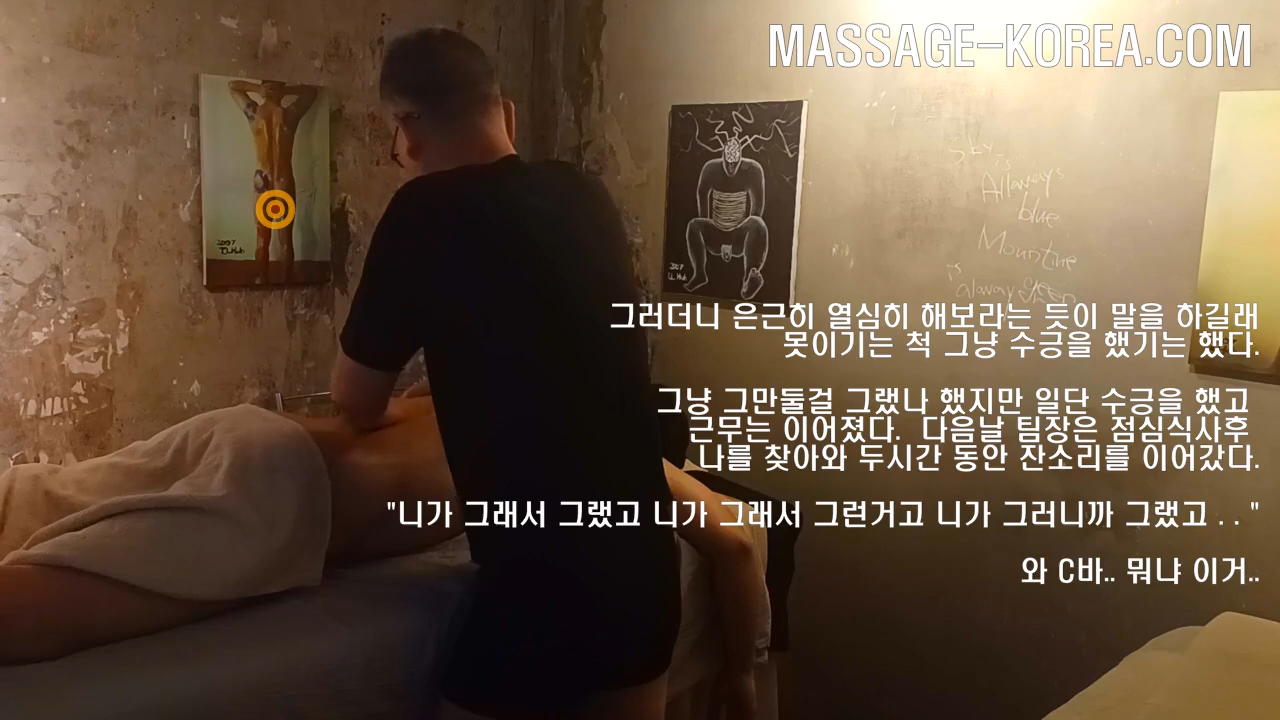 MASSAGE-KOREA.COM
Sky
is
Allways
blue
Mountine
is
alaway
2007
2007
그러더니 은근히 열심히 해보라는 듯이 말을 하길래
못이기는 척 그냥 수긍을 했기는 했다.
그냥 그만둘걸 그랬나 했지만 일단 수긍을 했고
근무는 이어졌다. 다음날 팀장은 점심식사후
나를 찾아와 두시간 동안 잔소리를 이어갔다.
"니가 그래서 그랬고 니가 그래서 그런거고 니가 그러니까 그랬고 . . "
와 C바.. 뭐냐 이거..